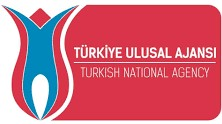 TÜRKİYE ULUSAL AJANSI
TURKISH NATIONAL AGENCY